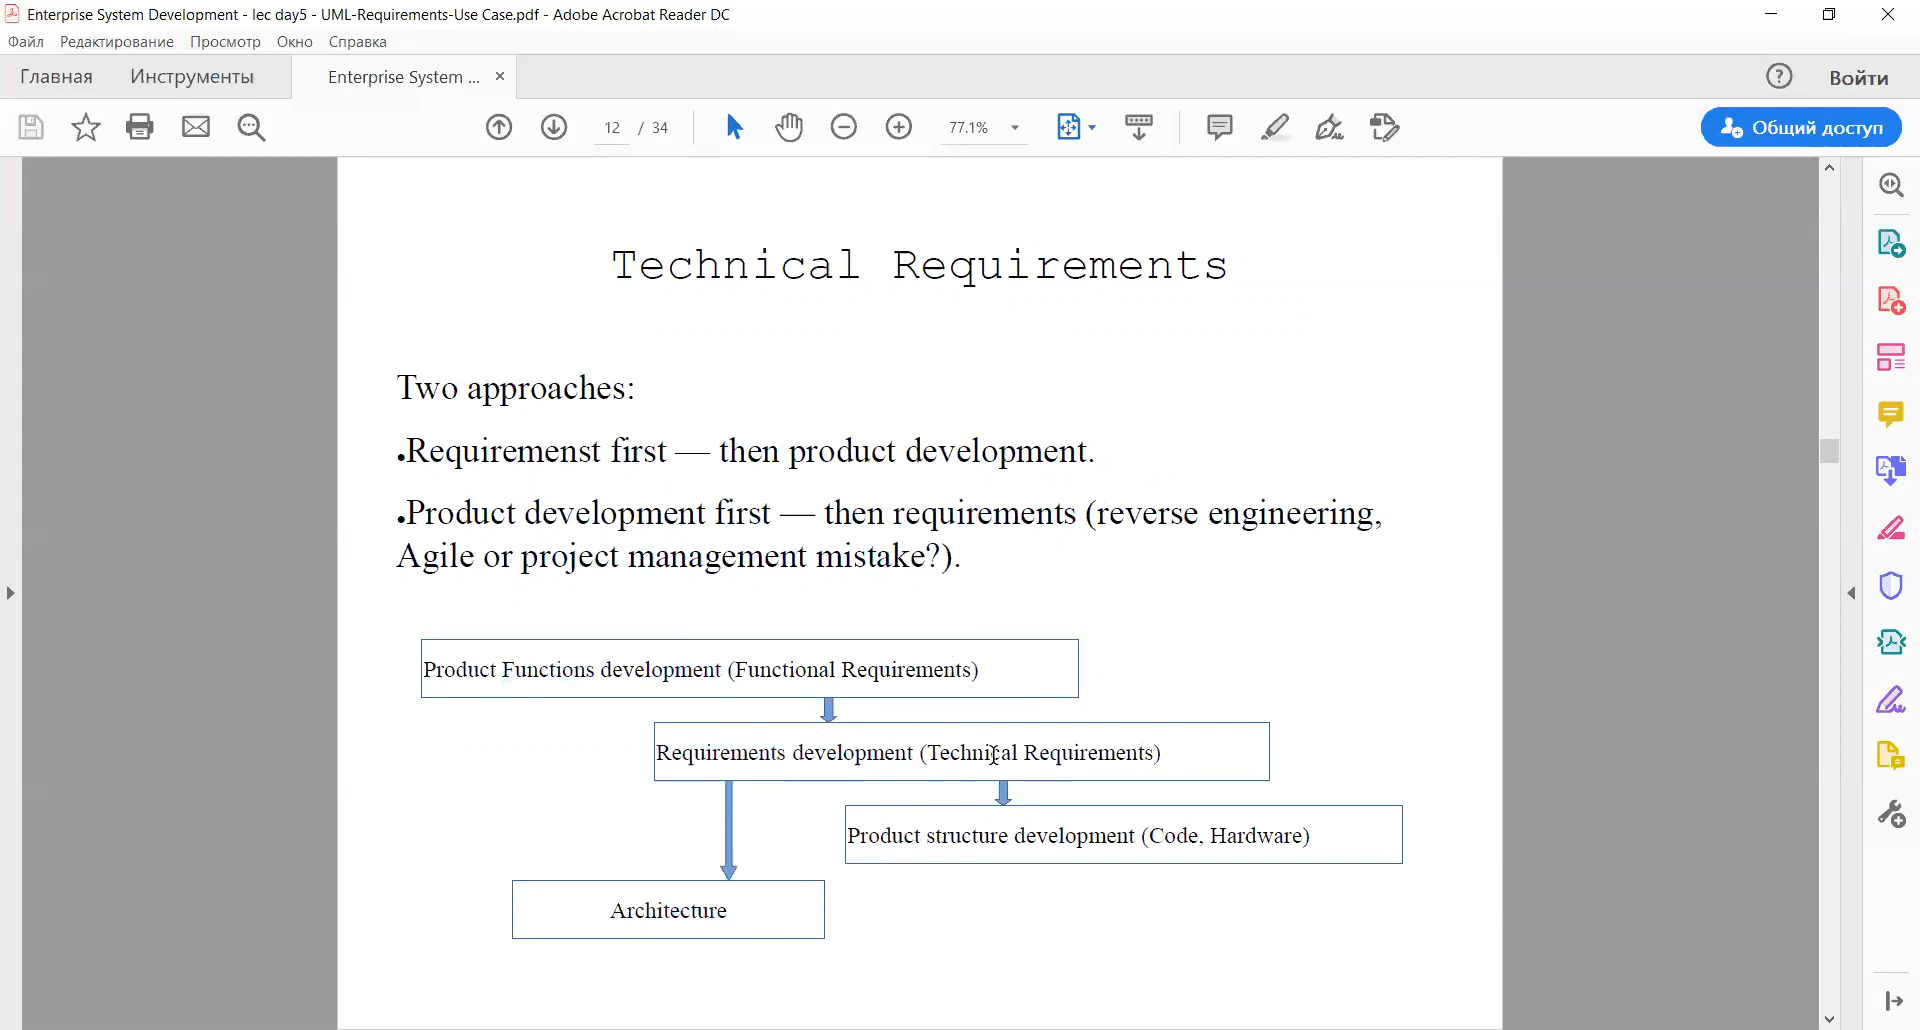 Enterprise System Development - lec day5 - UML-Requirements-Use Case.pdf - Adobe Acrobat Reader DC
Файл Редактирование Просмотр Окно Справка
Главная Инструменты Enterprise System ... × Войти
12 / 34 77.1% Общий доступ
Technical Requirements
Two approaches:
•Requiremenst first — then product development.
•Product development first — then requirements (reverse engineering,
Agile or project management mistake?).
Product Functions development (Functional Requirements)
Requirements development (Technical Requirements)
Product structure development (Code, Hardware)
Architecture